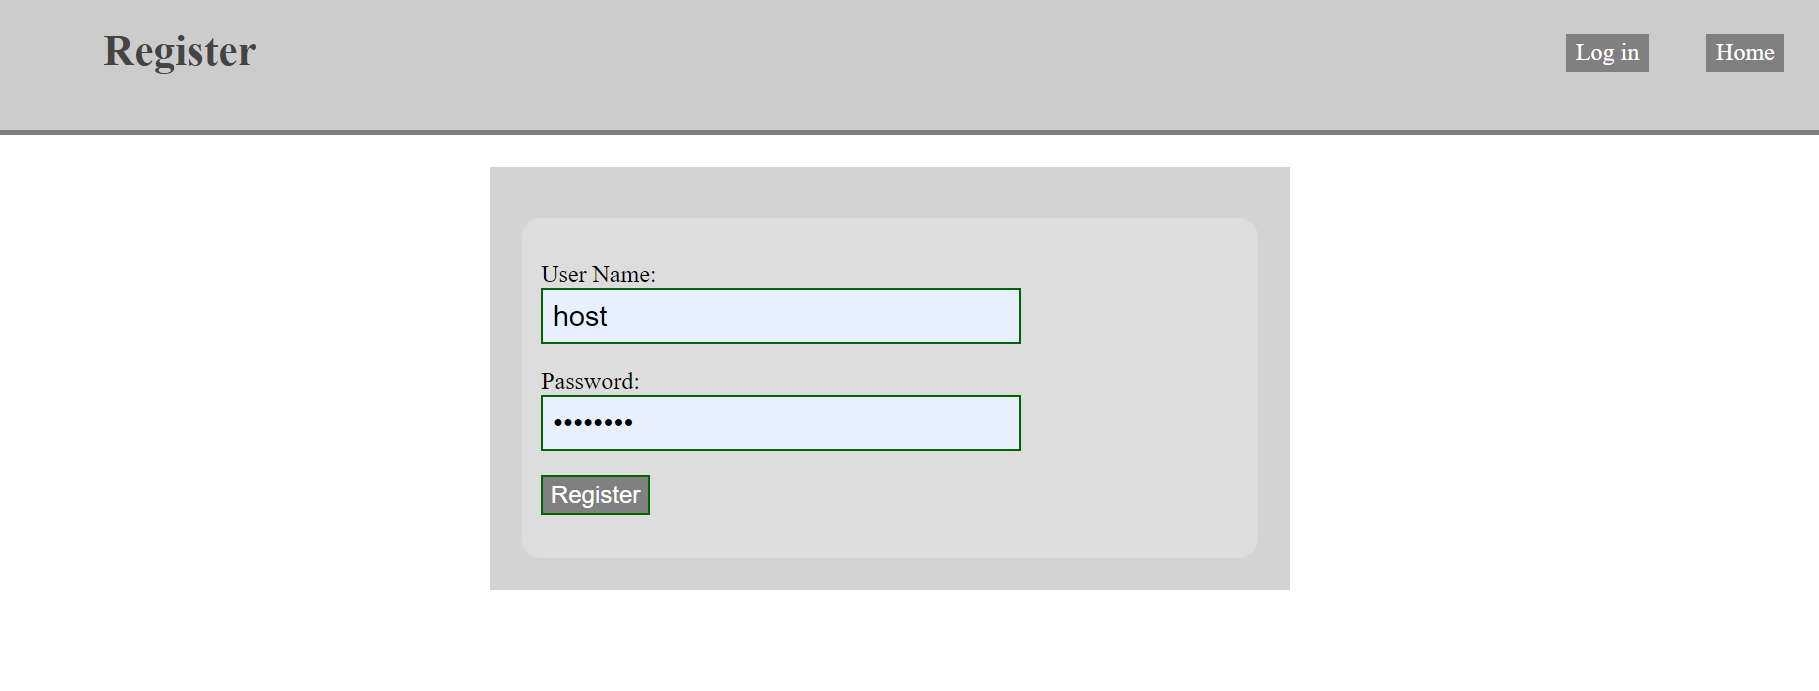 Register
Log in
Home
User Name:
host
Password:
••••••••
Register